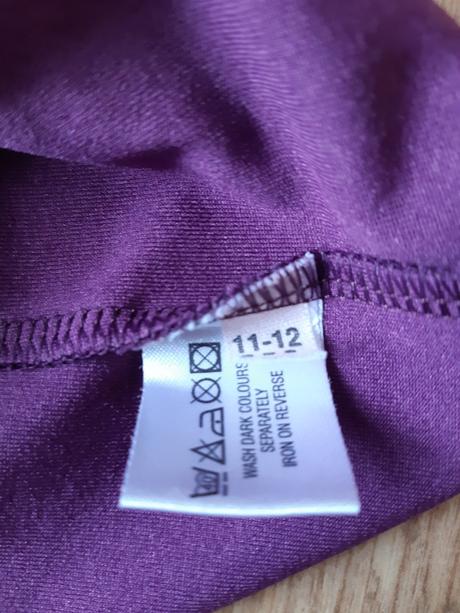 11-12
WASH DARK COLOURS
SEPARATELY
IRON ON REVERSE